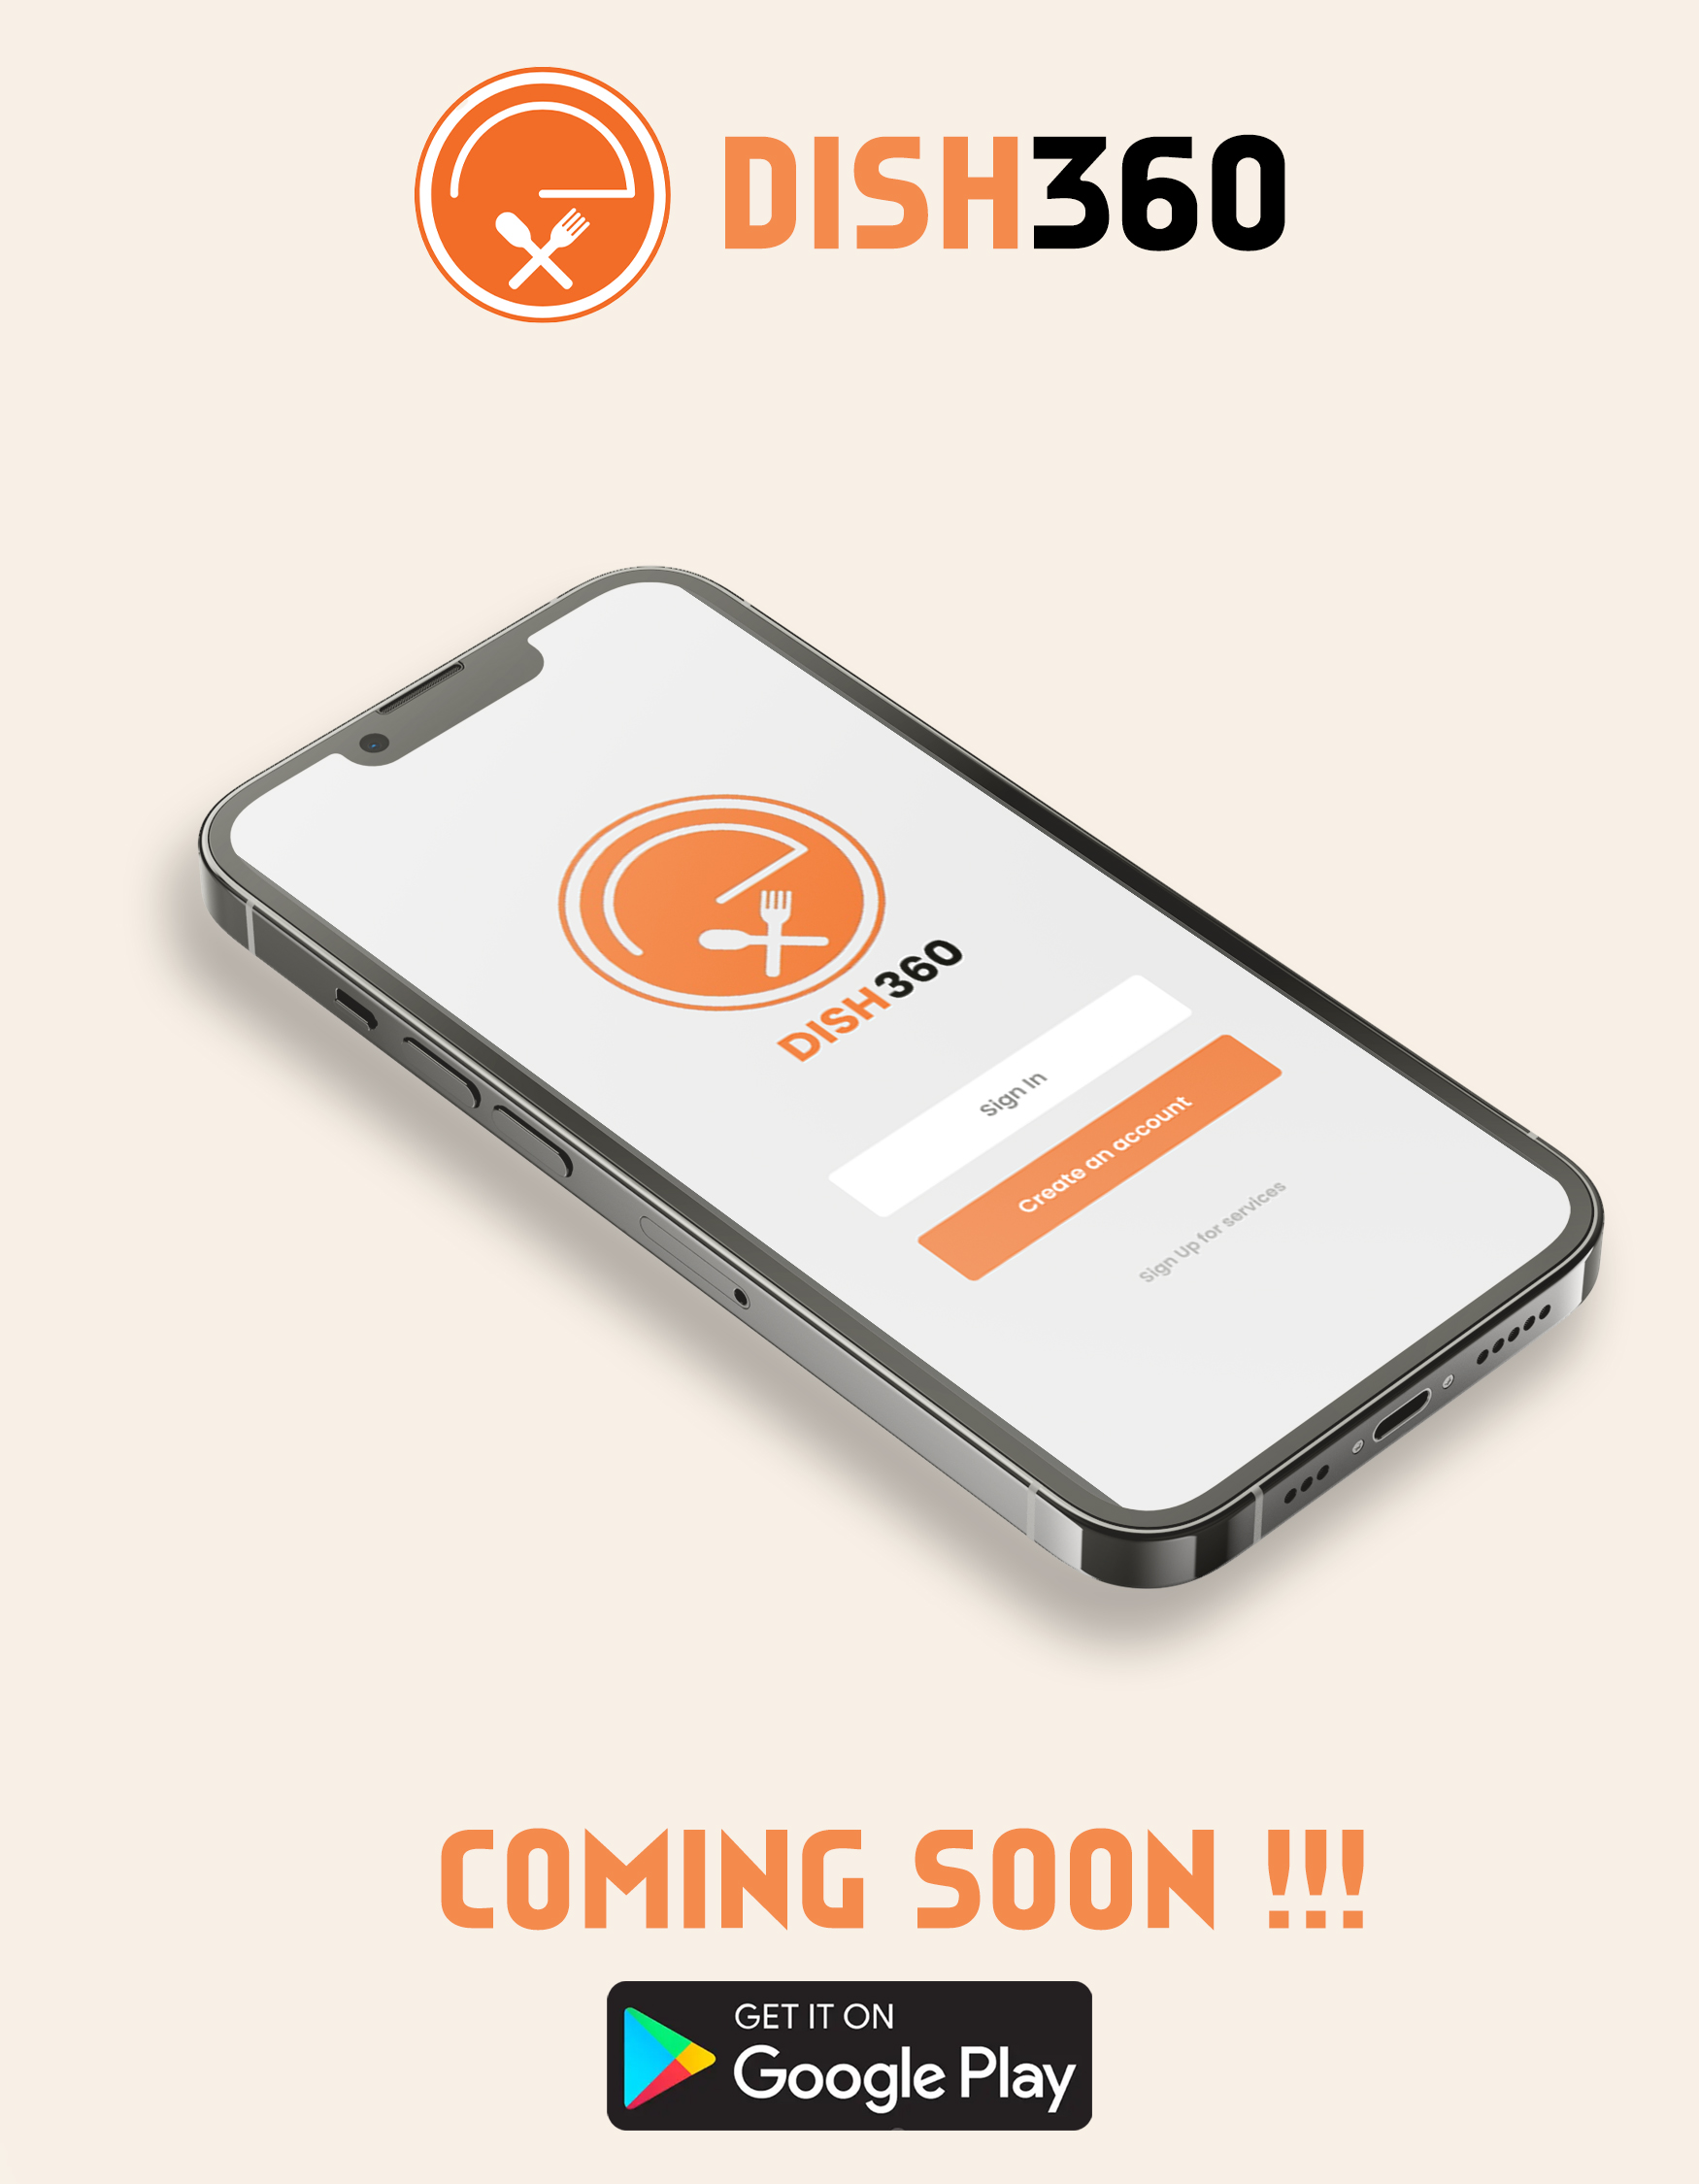 DISH360
DISH360
Sign In
Create an account
Sign Up for services
COMING SOON !!!
GET IT ON
Google Play